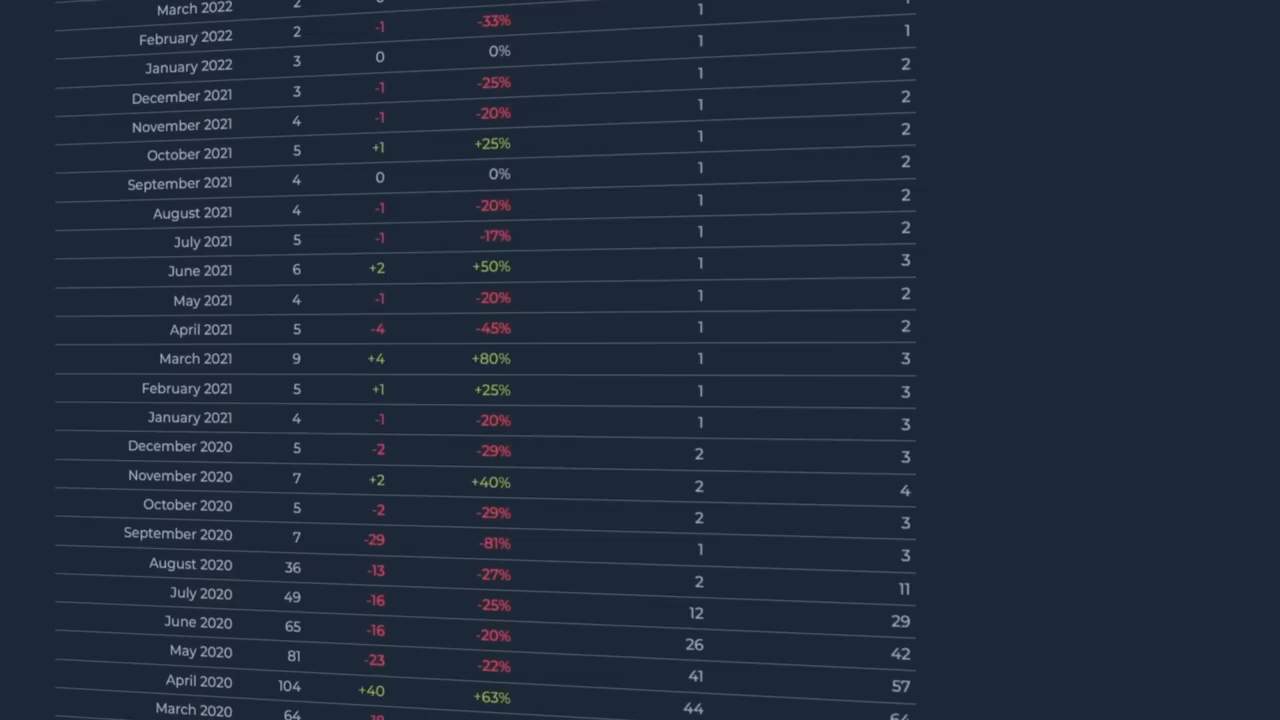 March 2022 2
February 2022 2 -1 -33% 1
January 2022 3 0 0% 1 1
December 2021 3 -1 -25% 1 2
November 2021 4 -1 -20% 1 2
October 2021 5 +1 +25% 1 2
September 2021 4 0 0% 1 2
August 2021 4 -1 -20% 1 2
July 2021 5 -1 -17% 1 2
June 2021 6 +2 +50% 1 3
May 2021 4 -1 -20% 1 2
April 2021 5 -4 -45% 1 2
March 2021 9 +4 +80% 1 3
February 2021 5 +1 +25% 1 3
January 2021 4 -1 -20% 1 3
December 2020 5 -2 -29% 2 3
November 2020 7 +2 +40% 2 4
October 2020 5 -2 -29% 2 3
September 2020 7 -29 -81% 1 3
August 2020 36 -13 -27% 2 11
July 2020 49 -16 -25% 12 29
June 2020 65 -16 -20% 26 42
May 2020 81 -23 -22% 41 57
April 2020 104 +40 +63% 44 64
March 2020 64